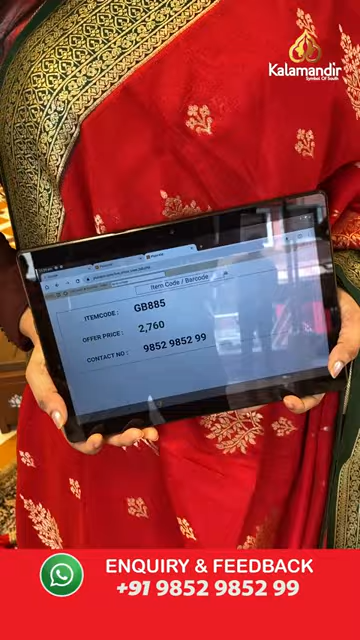 Kalamandir
Symbol Of South
Item Code / Barcode
ITEMCODE : GB885
OFFER PRICE : 2,760
CONTACT NO : 9852 9852 99
ENQUIRY & FEEDBACK
+91 9852 9852 99